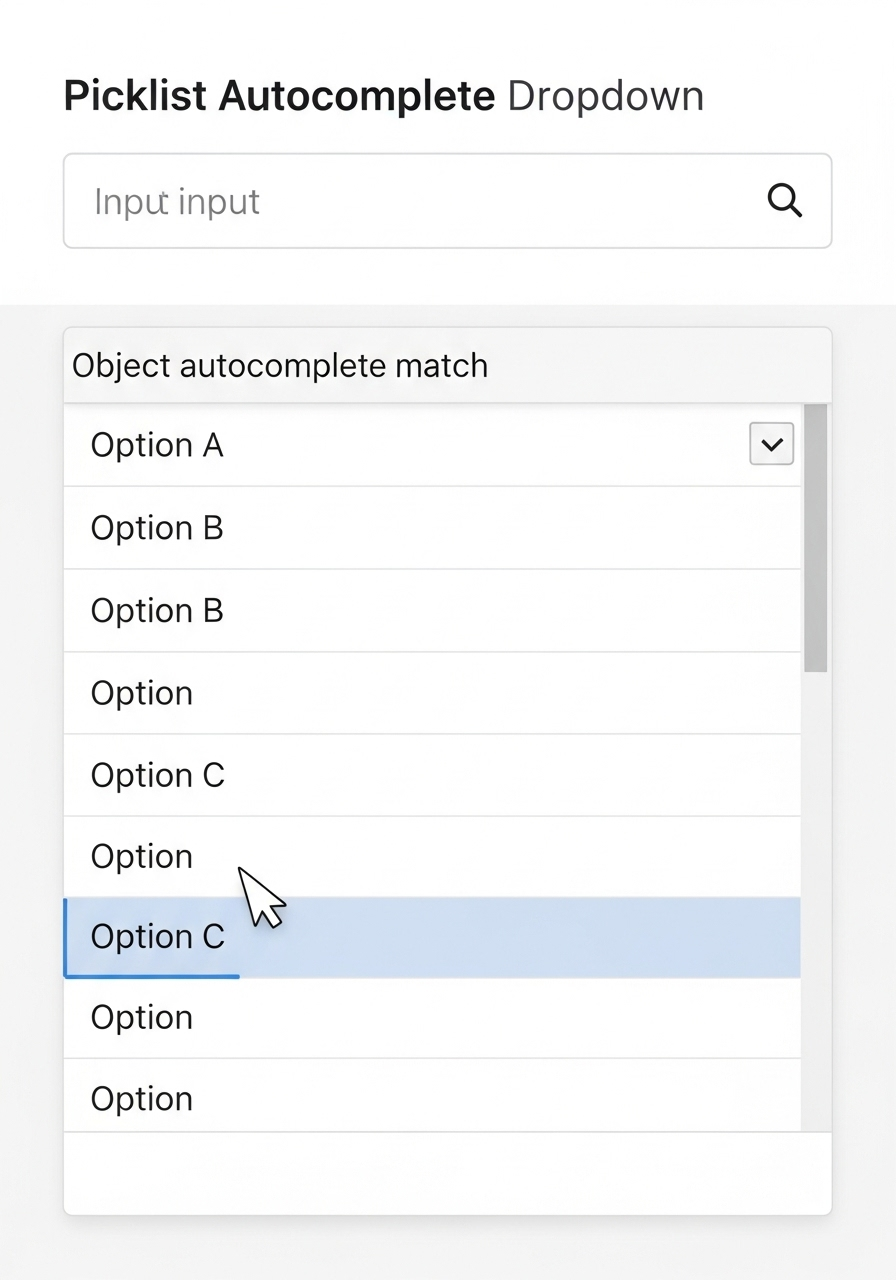 Picklist Autocomplete Dropdown
Input input
Object autocomplete match
Option A
Option B
Option B
Option
Option C
Option
Option C
Option
Option